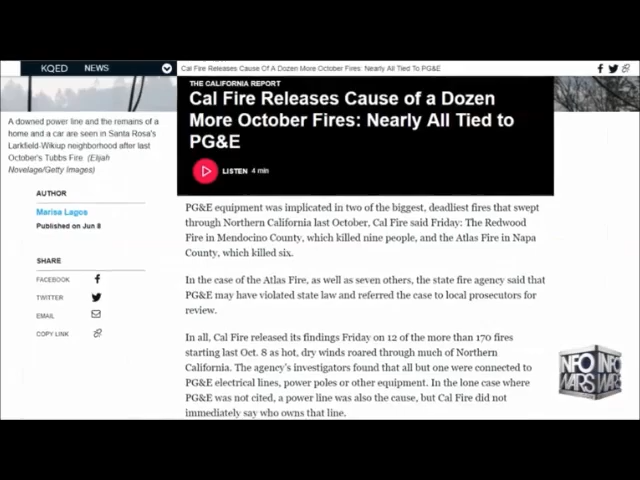 KQED NEWS Cal Fire Releases Cause Of A Dozen More October Fires: Nearly All Tied To PG&E
THE CALIFORNIA REPORT
Cal Fire Releases Cause of a Dozen
More October Fires: Nearly All Tied to
PG&E
LISTEN 4 min
A downed power line and the remains of a
home and a car are seen in Santa Rosa's
Larkfield-Wikiup neighborhood after last
October's Tubbs Fire. (Elijah
Novelage/Getty Images)
AUTHOR
Marisa Lagos
Published on Jun 8
SHARE
FACEBOOK
TWITTER
EMAIL
COPY LINK
PG&E equipment was implicated in two of the biggest, deadliest fires that swept
through Northern California last October, Cal Fire said Friday: The Redwood
Fire in Mendocino County, which killed nine people, and the Atlas Fire in Napa
County, which killed six.
In the case of the Atlas Fire, as well as seven others, the state fire agency said that
PG&E may have violated state law and referred the case to local prosecutors for
review.
In all, Cal Fire released its findings Friday on 12 of the more than 170 fires
starting last Oct. 8 as hot, dry winds roared through much of Northern
California. The agency's investigators found that all but one were connected to
PG&E electrical lines, power poles or other equipment. In the lone case where
PG&E was not cited, a power line was also the cause, but Cal Fire did not
immediately say who owns that line.
INFO INFO
WARS WARS